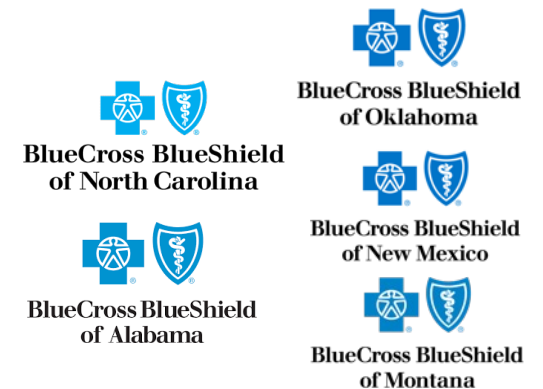 BlueCross BlueShield
of North Carolina
BlueCross BlueShield
of Alabama
BlueCross BlueShield
of Oklahoma
BlueCross BlueShield
of New Mexico
BlueCross BlueShield
of Montana